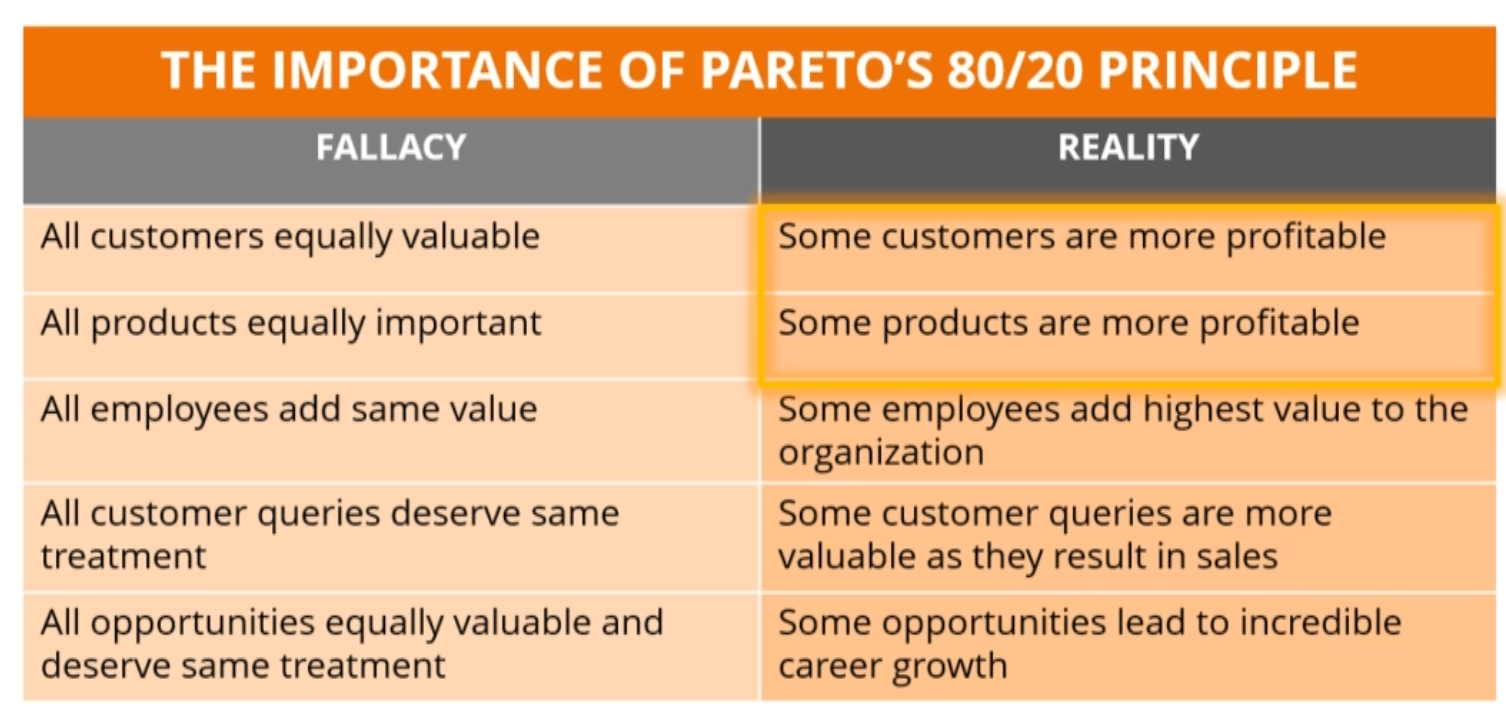 THE IMPORTANCE OF PARETO’S 80/20 PRINCIPLE
FALLACY
REALITY
All customers equally valuable
Some customers are more profitable
All products equally important
Some products are more profitable
All employees add same value
Some employees add highest value to the
organization
All customer queries deserve same
treatment
Some customer queries are more
valuable as they result in sales
All opportunities equally valuable and
deserve same treatment
Some opportunities lead to incredible
career growth